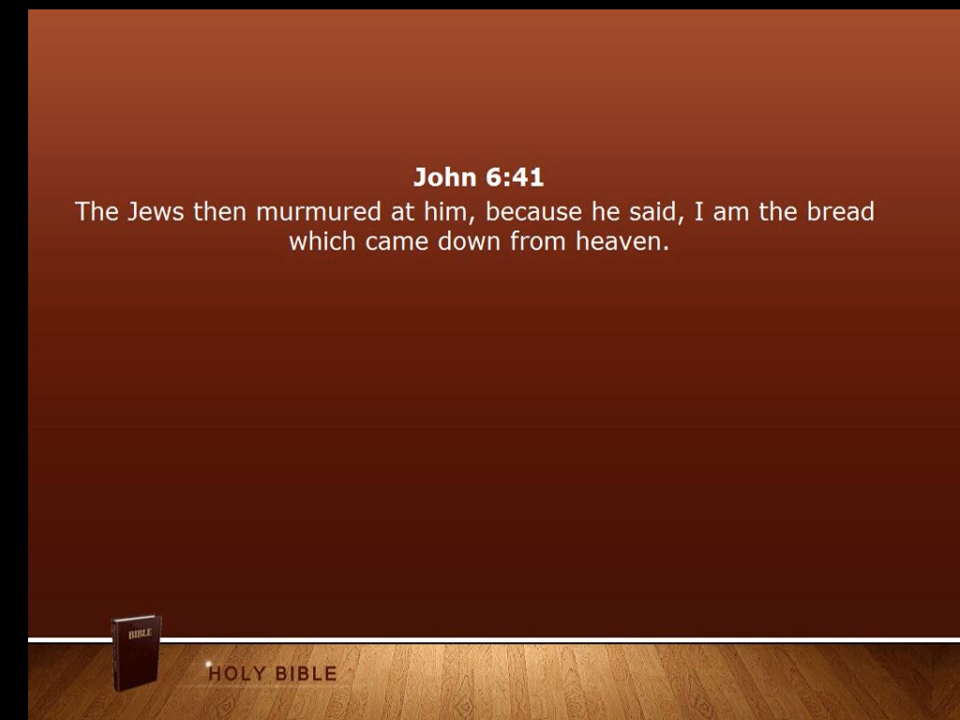 John 6:41
The Jews then murmured at him, because he said, I am the bread
which came down from heaven.
BIBLE
HOLY BIBLE